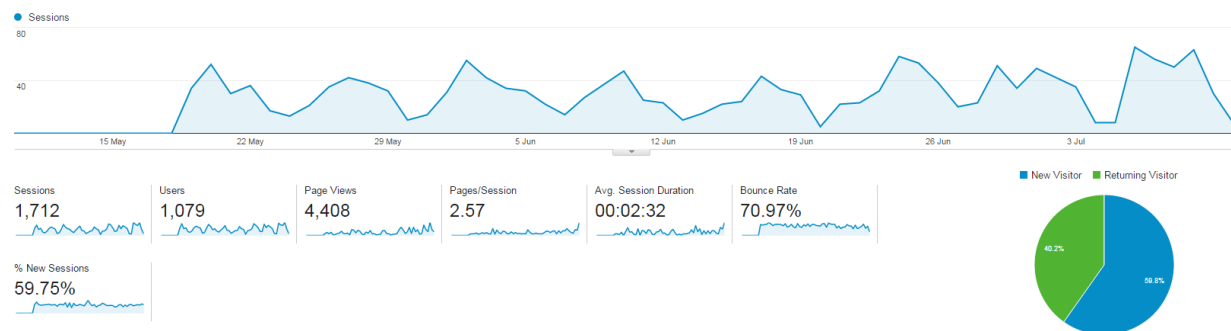 Sessions
80
40
15 May 22 May 29 May 5 Jun 12 Jun 19 Jun 26 Jun 3 Jul
New Visitor Returning Visitor
Sessions Users Page Views Pages/Session Avg. Session Duration Bounce Rate
1,712 1,079 4,408 2.57 00:02:32 70.97%
40.2%
59.8%
% New Sessions
59.75%